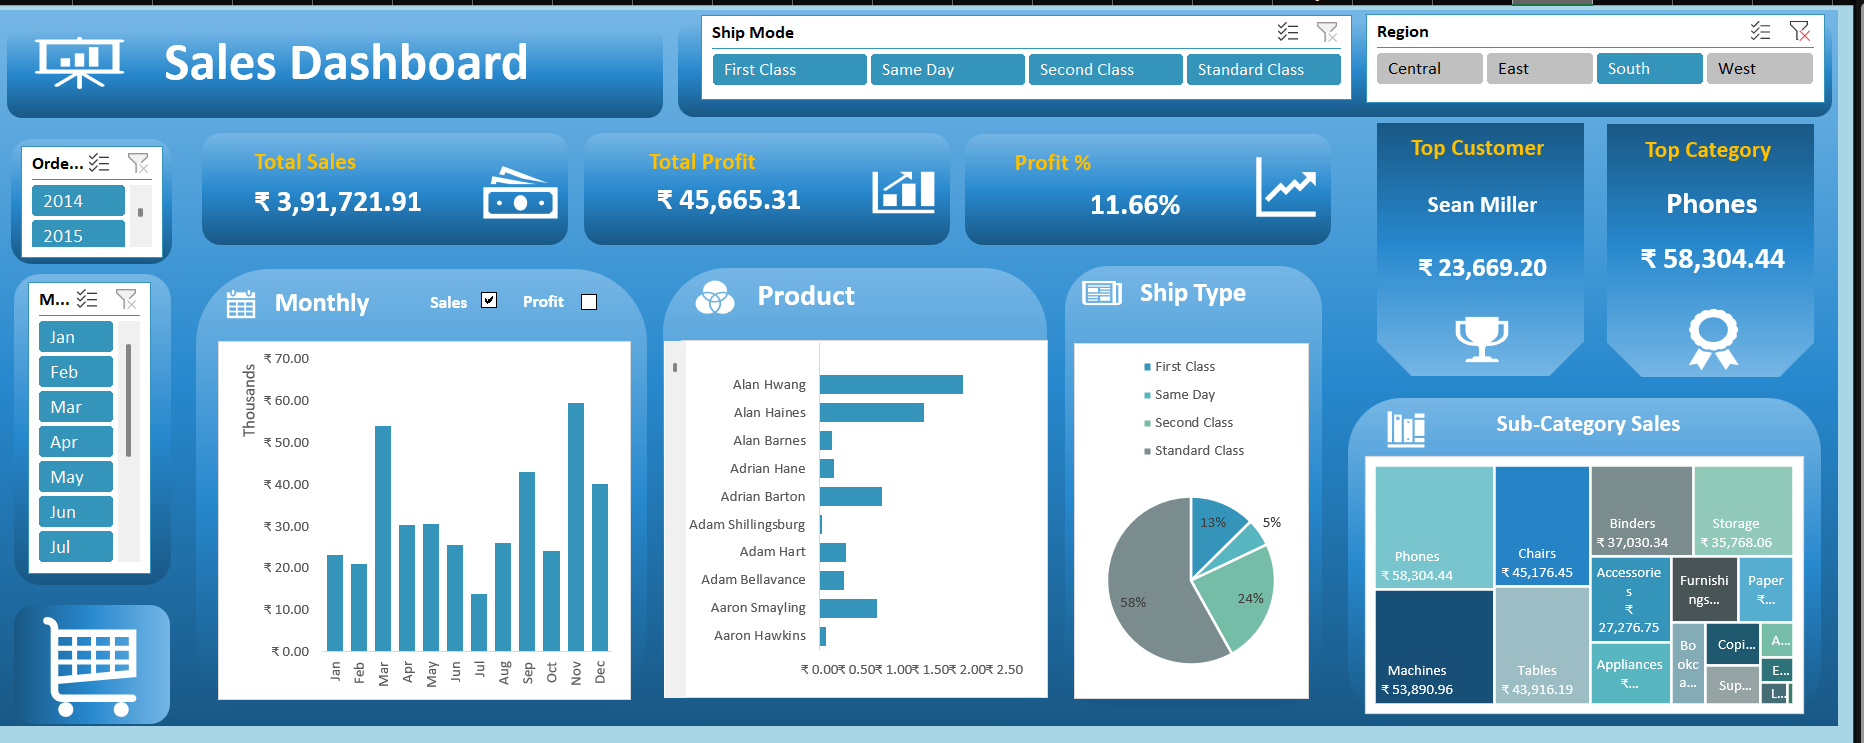 Sales Dashboard
Ship Mode
First Class
Same Day
Second Class
Standard Class
Region
Central
East
South
West
Orde...
2014
2015
Total Sales
₹ 3,91,721.91
Total Profit
₹ 45,665.31
Profit %
11.66%
Top Customer
Sean Miller
₹ 23,669.20
Top Category
Phones
₹ 58,304.44
M...
Jan
Feb
Mar
Apr
May
Jun
Jul
Monthly
Sales
Profit
Thousands
₹ 70.00
₹ 60.00
₹ 50.00
₹ 40.00
₹ 30.00
₹ 20.00
₹ 10.00
₹ 0.00
Jan
Feb
Mar
Apr
May
Jun
Jul
Aug
Sep
Oct
Nov
Dec
Product
Alan Hwang
Alan Haines
Alan Barnes
Adrian Hane
Adrian Barton
Adam Shillingsburg
Adam Hart
Adam Bellavance
Aaron Smayling
Aaron Hawkins
₹ 0.00 ₹ 0.50 ₹ 1.00 ₹ 1.50 ₹ 2.00 ₹ 2.50
Ship Type
First Class
Same Day
Second Class
Standard Class
13%
5%
24%
58%
Sub-Category Sales
Phones
₹ 58,304.44
Machines
₹ 53,890.96
Chairs
₹ 45,176.45
Tables
₹ 43,916.19
Binders
₹ 37,030.34
Storage
₹ 35,768.06
Accessorie
s
₹
27,276.75
Appliances
₹...
Furnishi
ngs...
Paper
₹...
Bo
okc
a...
Copi...
Sup...
A...
E...
L...